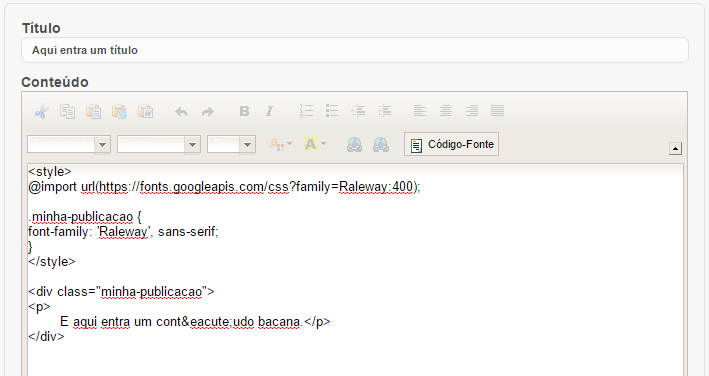 Título
Aqui entra um título
Conteúdo
B I
A A Código-Fonte
<style>
@import url(https://fonts.googleapis.com/css?family=Raleway:400);
.minha-publicacao {
font-family: 'Raleway', sans-serif;
}
</style>
<div class="minha-publicacao">
<p>
E aqui entra um cont&eacute;udo bacana.</p>
</div>